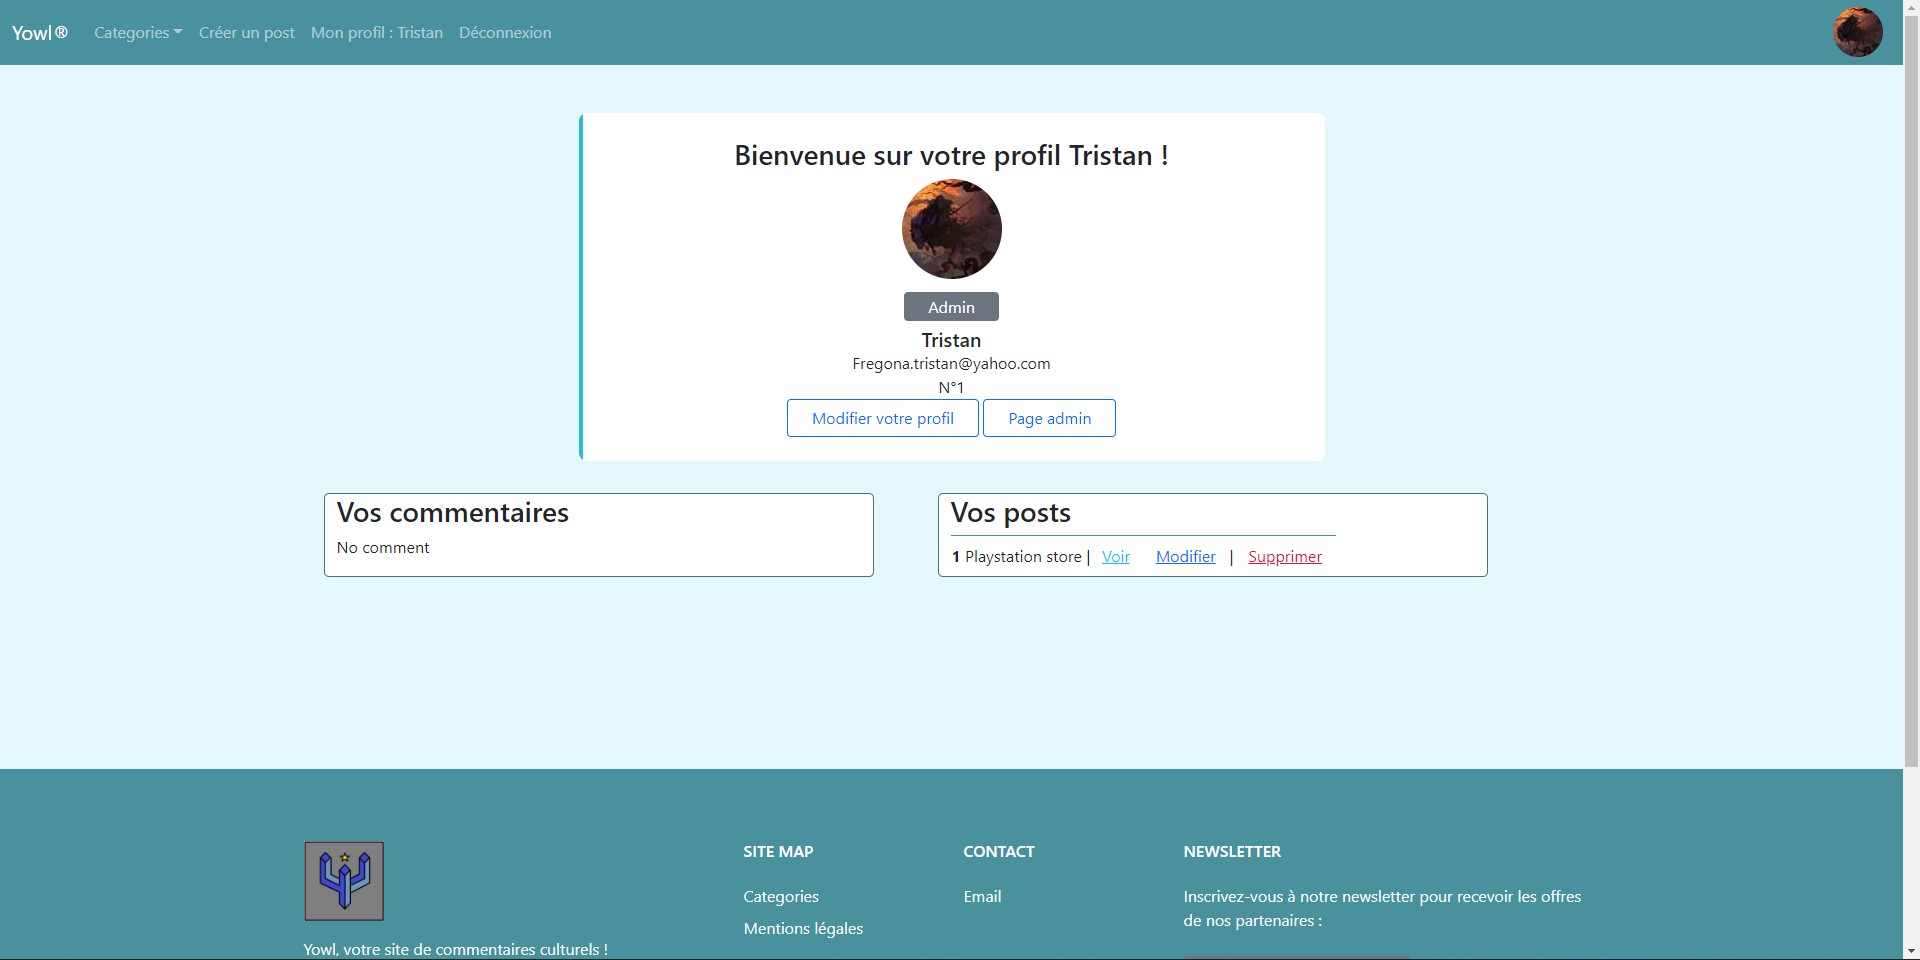 Yowl ® Categories Créer un post Mon profil : Tristan Déconnexion
Bienvenue sur votre profil Tristan !
Admin
Tristan
Fregona.tristan@yahoo.com
N°1
Modifier votre profil Page admin
Vos commentaires
No comment
Vos posts
1 Playstation store | Voir Modifier | Supprimer
Yowl, votre site de commentaires culturels !
SITE MAP
Categories
Mentions légales
CONTACT
Email
NEWSLETTER
Inscrivez-vous à notre newsletter pour recevoir les offres
de nos partenaires :